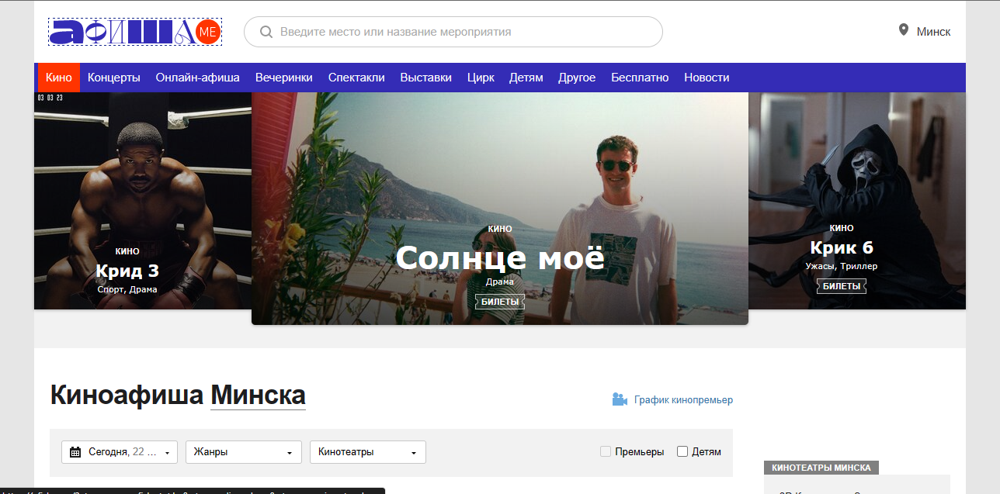 афиша ME
Введите место или название мероприятия
Минск
Кино Концерты Онлайн-афиша Вечеринки Спектакли Выставки Цирк Детям Другое Бесплатно Новости
03 03 23
КИНО
Крид 3
Спорт, Драма
КИНО
Солнце моё
Драма
БИЛЕТЫ
КИНО
Крик 6
Ужасы, Триллер
БИЛЕТЫ
Киноафиша Минска
График кинопремьер
Сегодня, 22 ...
Жанры
Кинотеатры
Премьеры
Детям
КИНОТЕАТРЫ МИНСКА